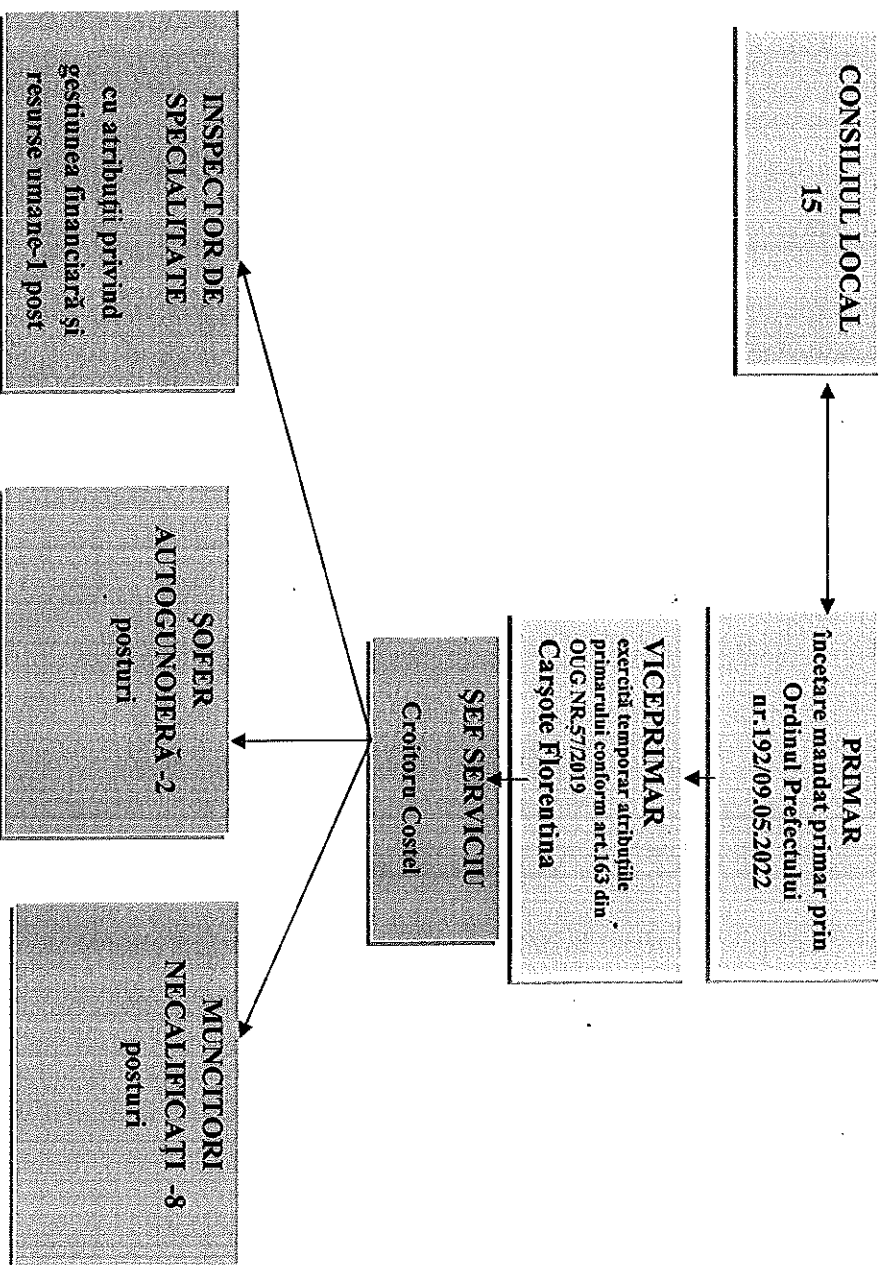 CONSILIUL LOCAL
15
PRIMAR
încetare mandat primar prin
Ordinul Prefectului
nr.192/09.05.2022
VICEPRIMAR
exercită temporar atribuțiile
primarului conform art.163 din
OUG NR.57/2019
Carșote Florentina
ȘEF SERVICIU
Croitoru Costel
INSPECTOR DE
SPECIALITATE
cu atribuții privind
gestiunea financiară și
resurse umane-1 post
ȘOFER
AUTOGUNOIERĂ -2
posturi
MUNCITORI
NECALIFICAȚI -8
posturi